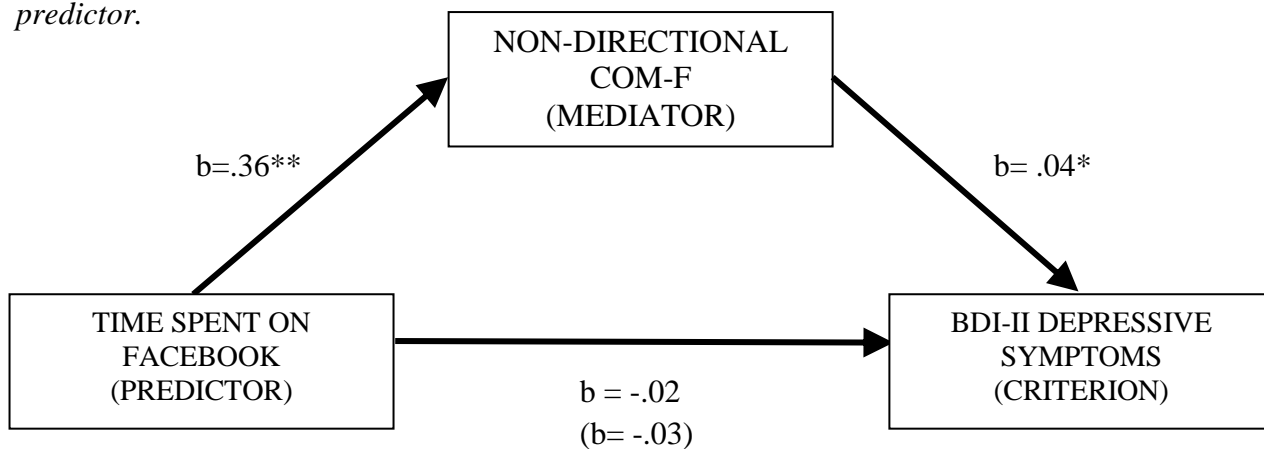 predictor.
NON-DIRECTIONAL
COM-F
(MEDIATOR)
b=.36**
b= .04*
TIME SPENT ON
FACEBOOK
(PREDICTOR)
BDI-II DEPRESSIVE
SYMPTOMS
(CRITERION)
b = -.02
(b= -.03)